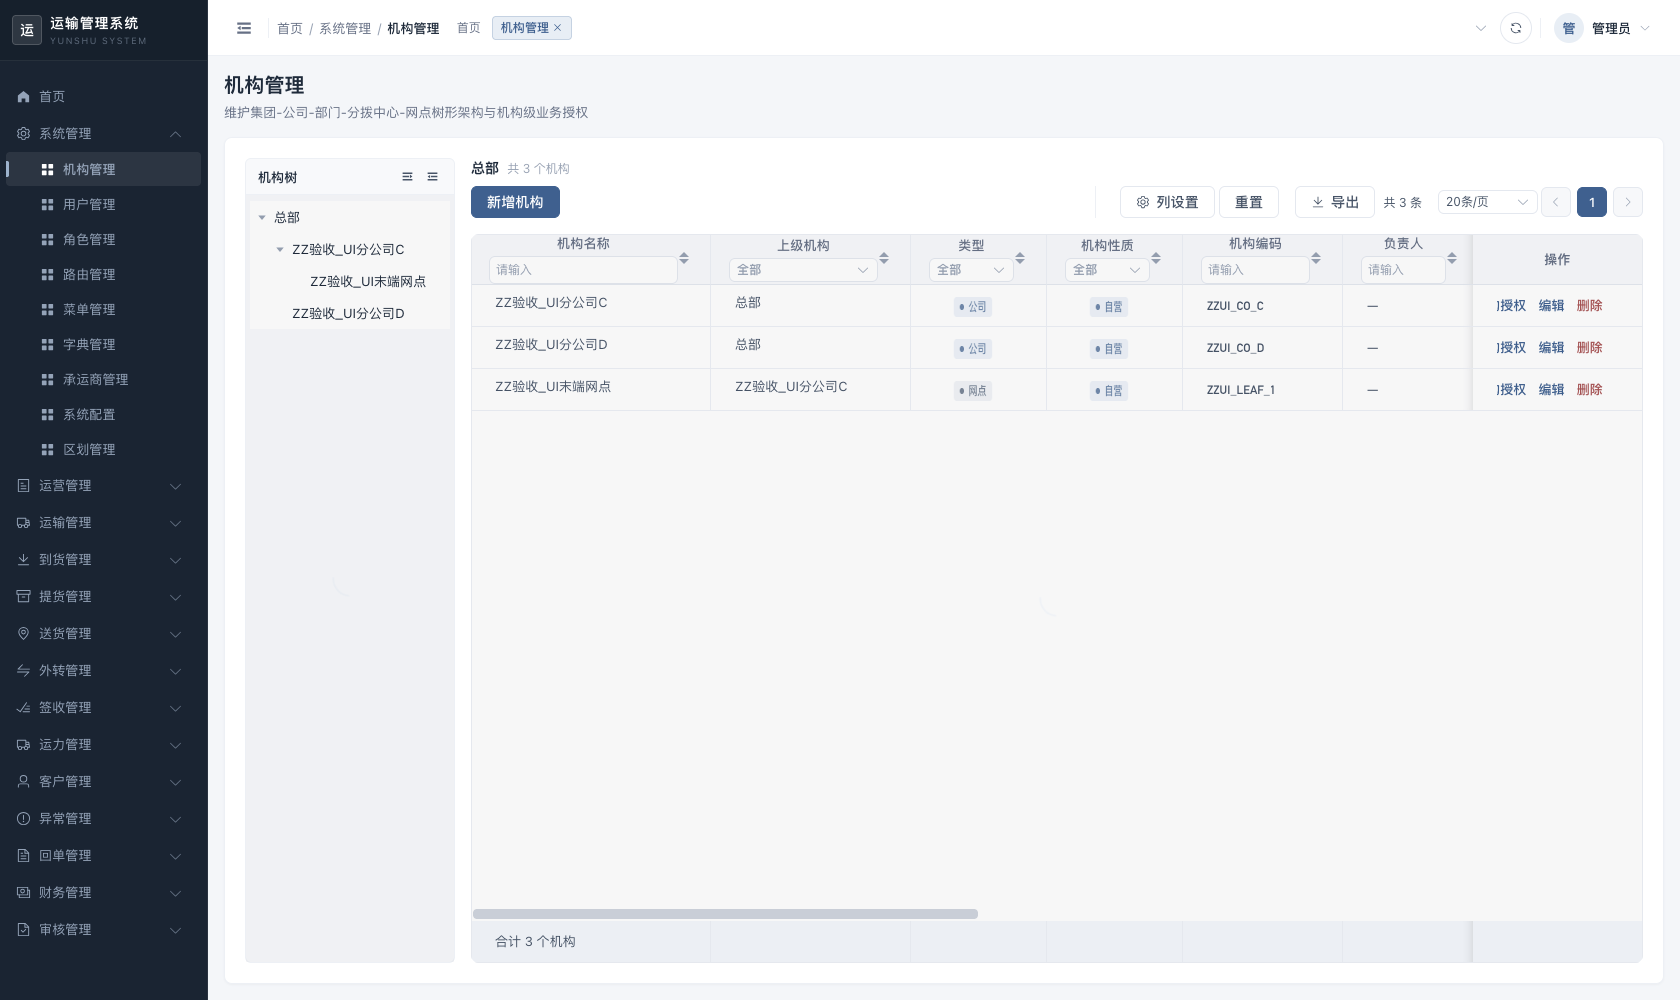 运 运输管理系统
YUNSHU SYSTEM
首页
系统管理
机构管理
用户管理
角色管理
路由管理
菜单管理
字典管理
承运商管理
系统配置
区划管理
运营管理
运输管理
到货管理
提货管理
送货管理
外转管理
签收管理
运力管理
客户管理
异常管理
回单管理
财务管理
审核管理
首页 / 系统管理 / 机构管理 首页 机构管理 ×
管 管理员
机构管理
维护集团-公司-部门-分拨中心-网点树形架构与机构级业务授权
机构树
总部
ZZ验收_UI分公司C
ZZ验收_UI末端网点
ZZ验收_UI分公司D
总部 共 3 个机构
新增机构 列设置 重置 导出 共 3 条 20条/页 1
机构名称 上级机构 类型 机构性质 机构编码 负责人 操作
请输入 全部 全部 全部 请输入 请输入
ZZ验收_UI分公司C 总部 公司 自营 ZZUI_CO_C — 授权 编辑 删除
ZZ验收_UI分公司D 总部 公司 自营 ZZUI_CO_D — 授权 编辑 删除
ZZ验收_UI末端网点 ZZ验收_UI分公司C 网点 自营 ZZUI_LEAF_1 — 授权 编辑 删除
合计 3 个机构